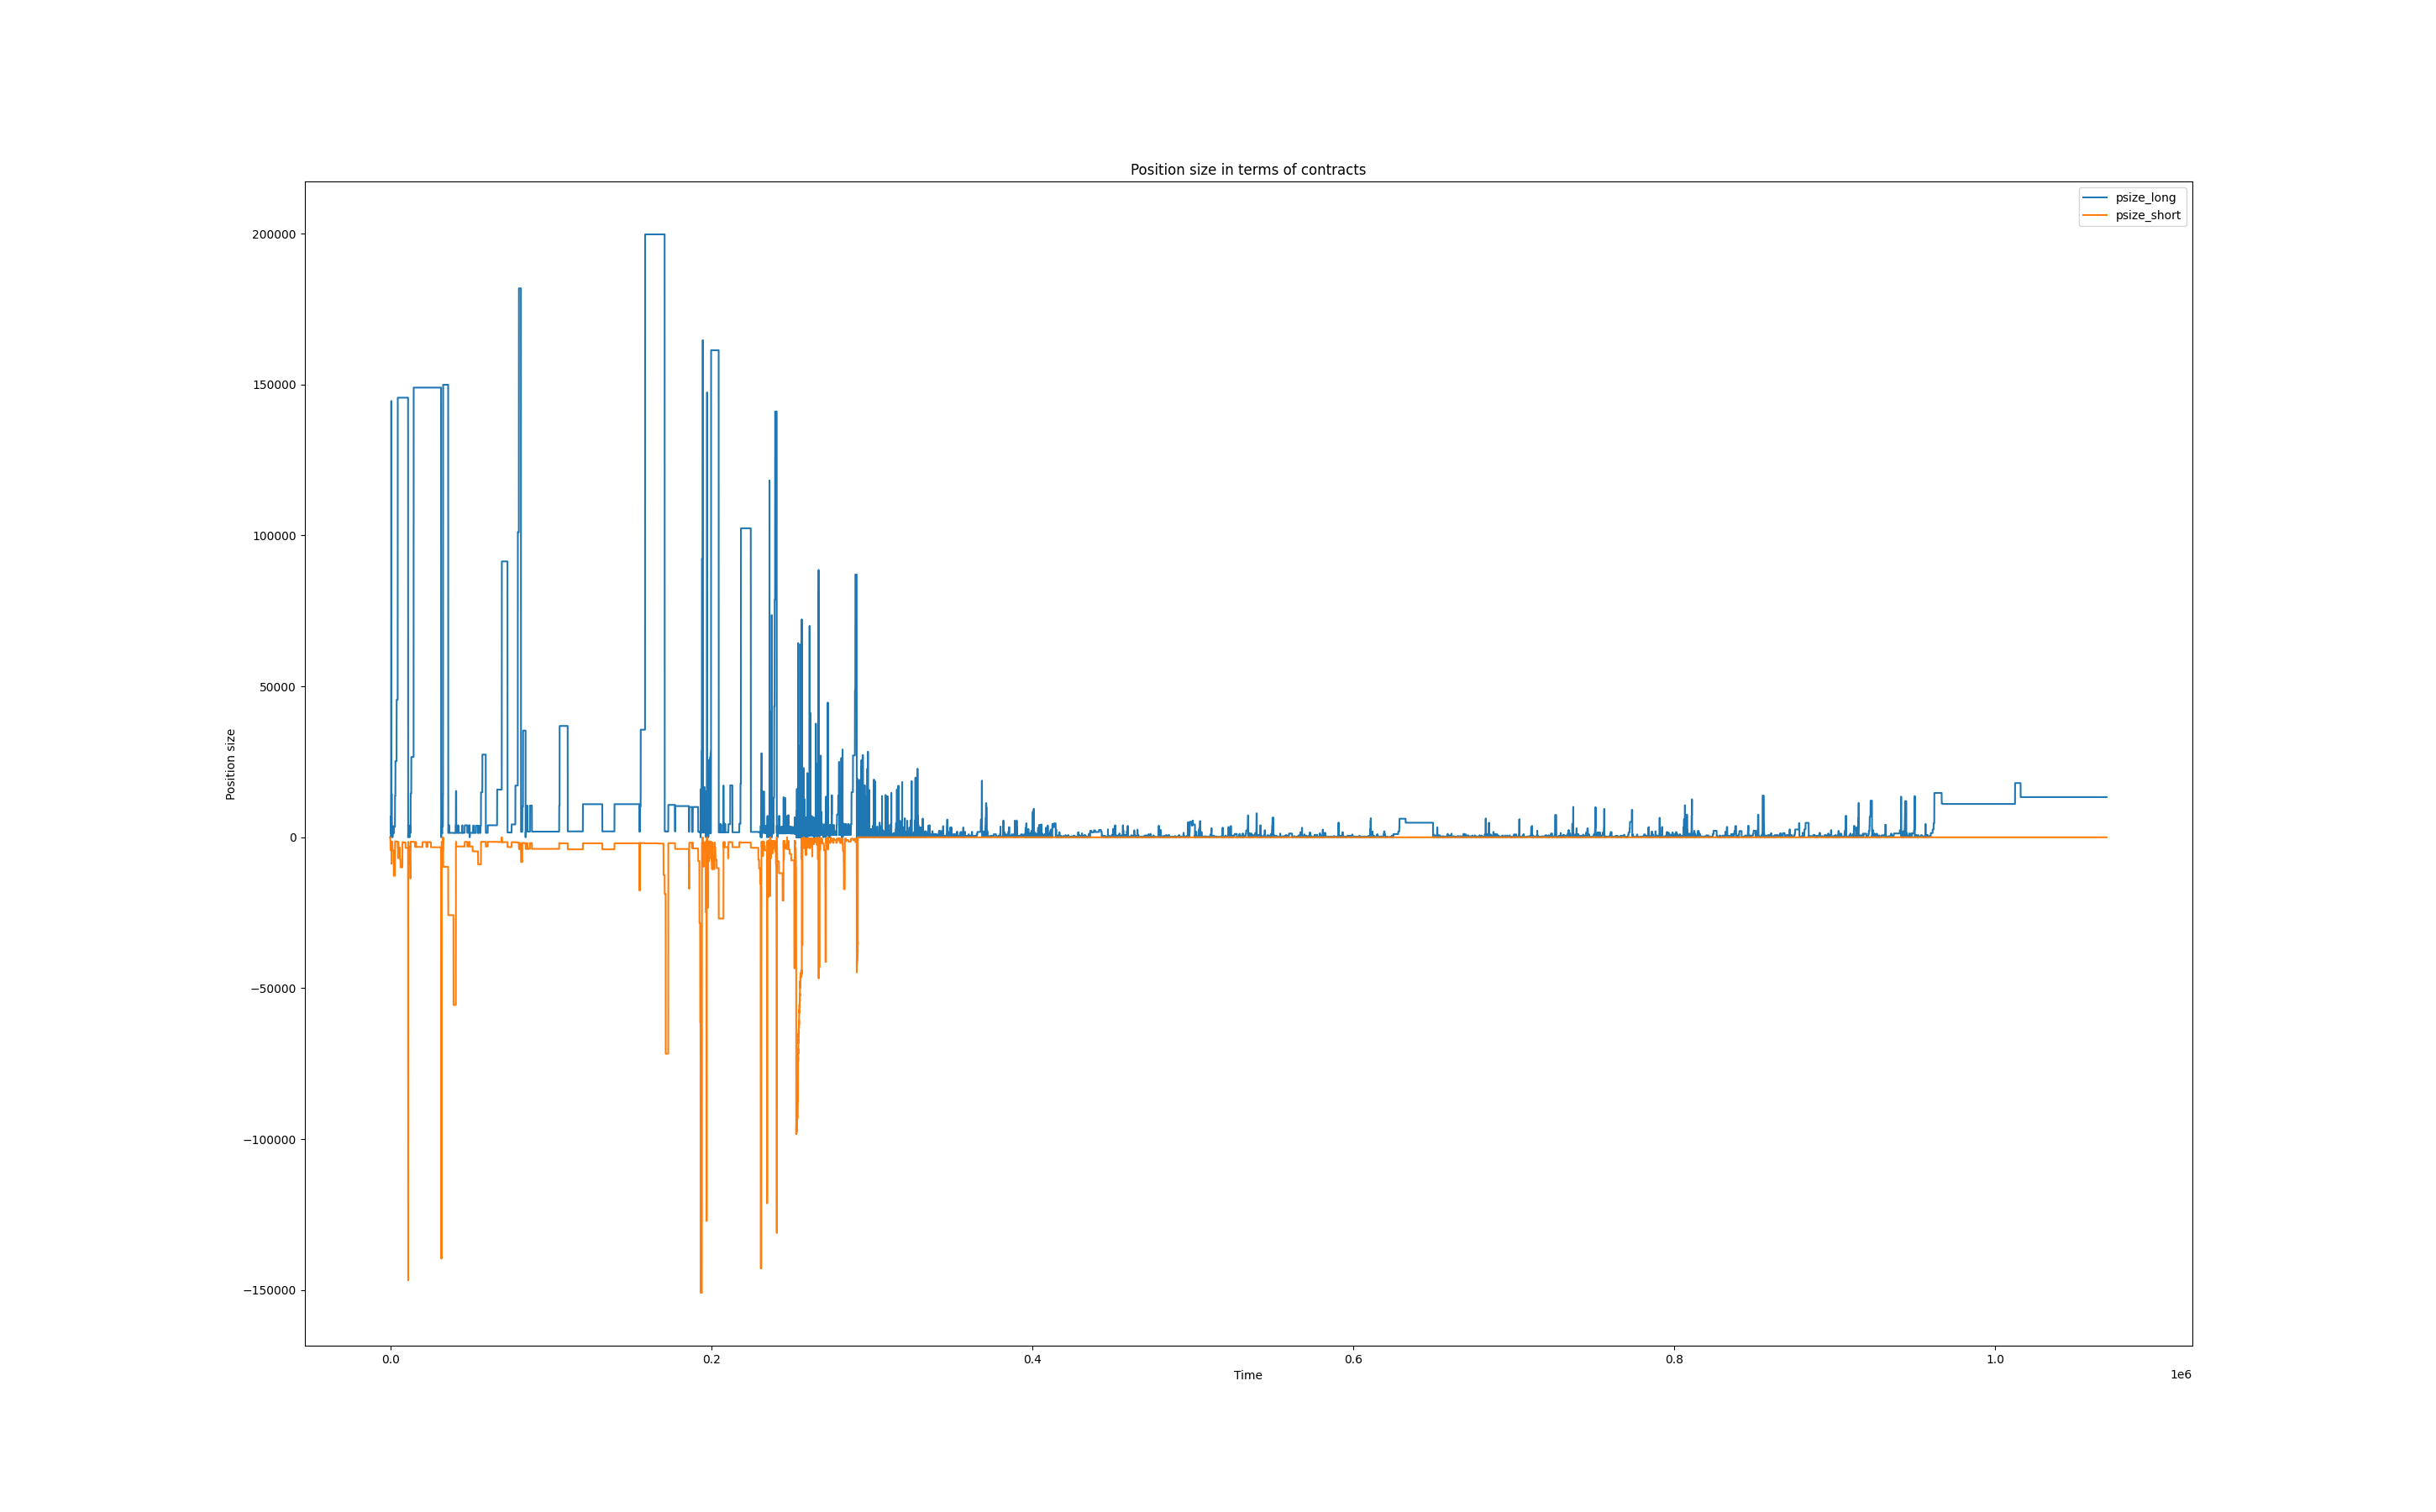 Position size in terms of contracts
psize_long
psize_short
200000
150000
100000
50000
0
−50000
−100000
−150000
Position size
0.0
0.2
0.4
0.6
0.8
1.0
1e6
Time